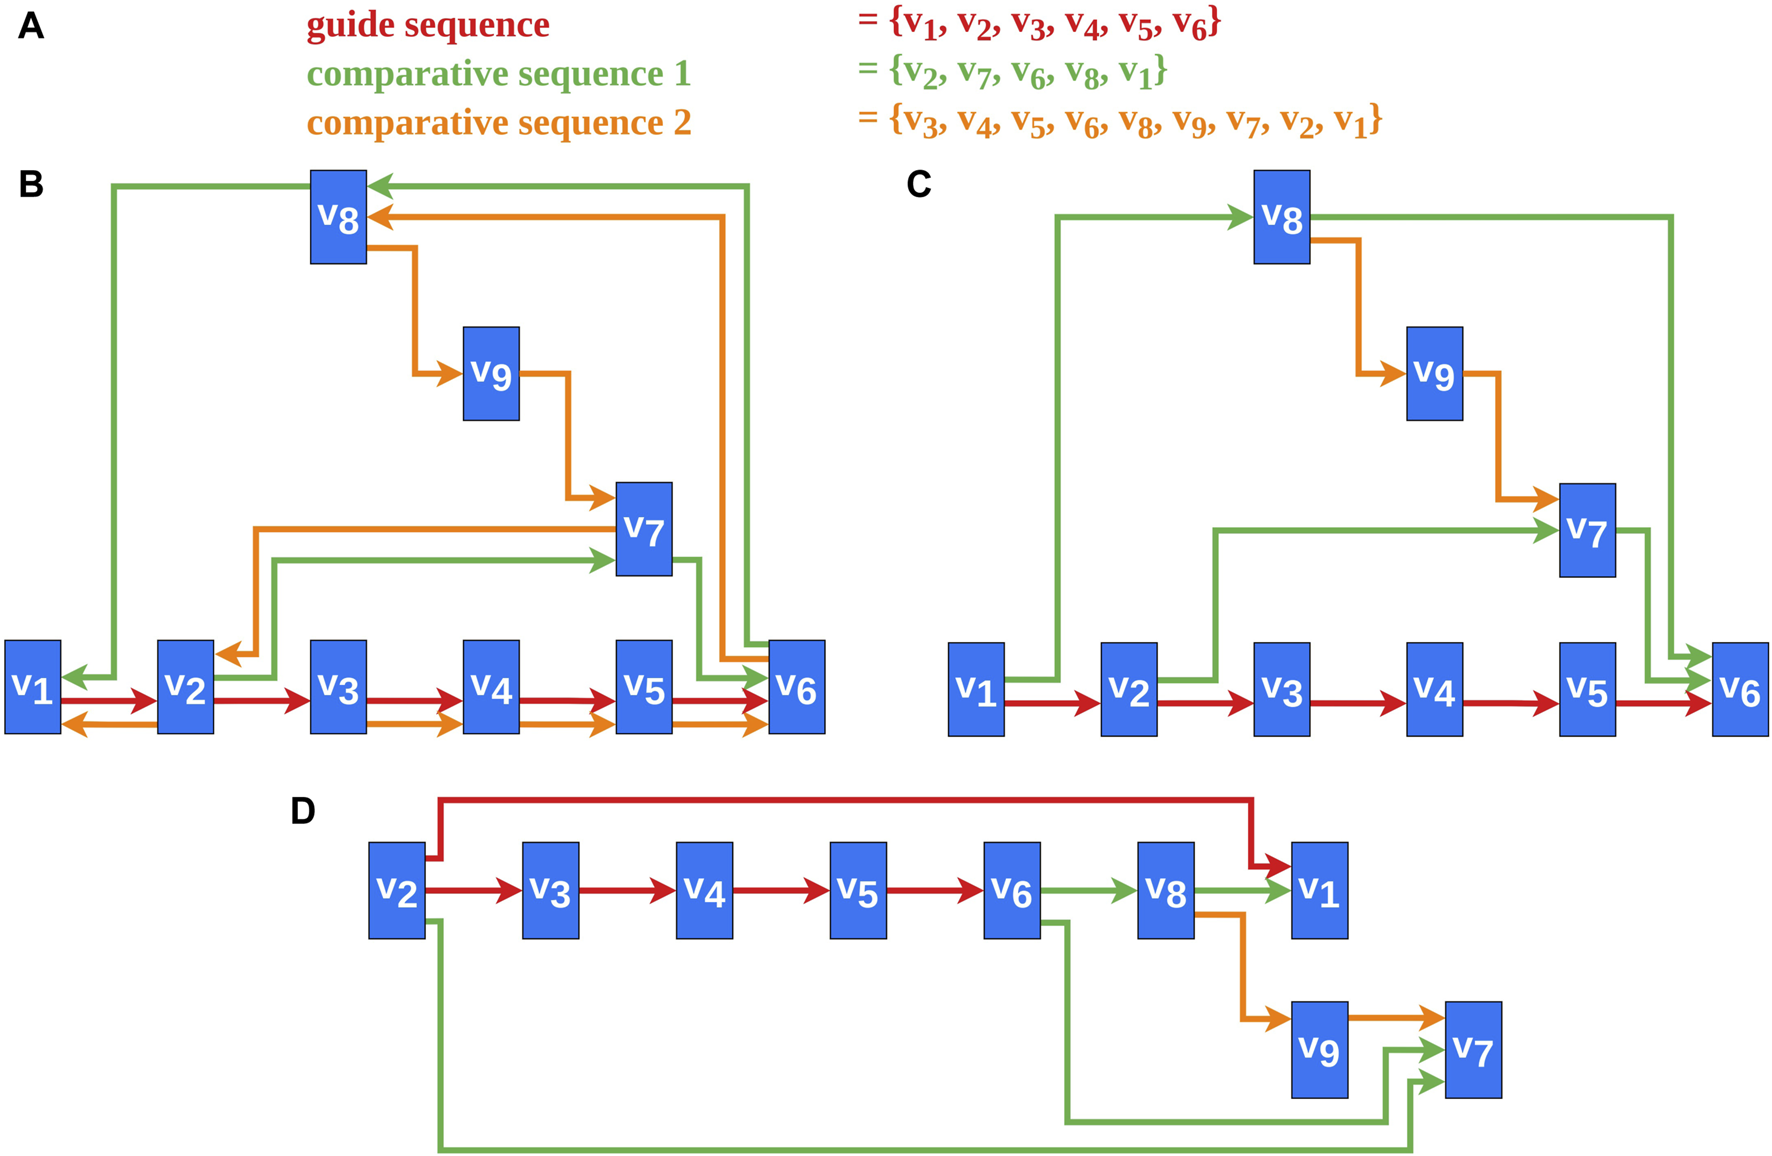 A guide sequence = {v1, v2, v3, v4, v5, v6}
comparative sequence 1 = {v2, v7, v6, v8, v1}
comparative sequence 2 = {v3, v4, v5, v6, v8, v9, v7, v2, v1}
B
v8
v9
v7
v1 v2 v3 v4 v5 v6
C
v8
v9
v7
v1 v2 v3 v4 v5 v6
D
v2 v3 v4 v5 v6 v8 v1
v9 v7